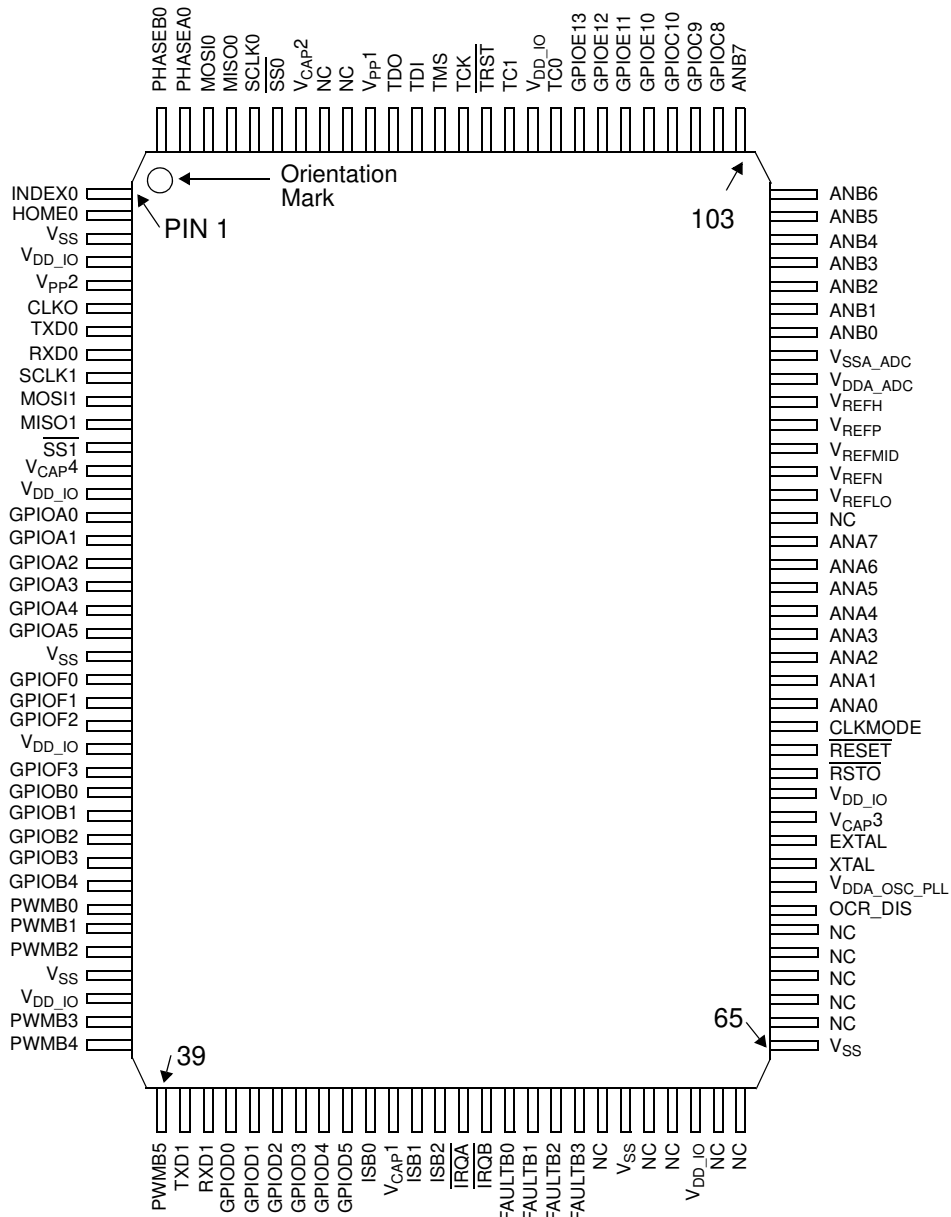 PHASEB0
PHASEA0
MOSI0
MISO0
SCLK0
SS0
VCAP2
NC
NC
VPP1
TDO
TDI
TMS
TCK
TRST
TC1
VDD_IO
TC0
GPIOE13
GPIOE12
GPIOE11
GPIOE10
GPIOC10
GPIOC9
GPIOC8
ANB7
Orientation
Mark
PIN 1
103
INDEX0
HOME0
VSS
VDD_IO
VPP2
CLKO
TXD0
RXD0
SCLK1
MOSI1
MISO1
SS1
VCAP4
VDD_IO
GPIOA0
GPIOA1
GPIOA2
GPIOA3
GPIOA4
GPIOA5
VSS
GPIOF0
GPIOF1
GPIOF2
VDD_IO
GPIOF3
GPIOB0
GPIOB1
GPIOB2
GPIOB3
GPIOB4
PWMB0
PWMB1
PWMB2
VSS
VDD_IO
PWMB3
PWMB4
ANB6
ANB5
ANB4
ANB3
ANB2
ANB1
ANB0
VSSA_ADC
VDDA_ADC
VREFH
VREFP
VREFMID
VREFN
VREFLO
NC
ANA7
ANA6
ANA5
ANA4
ANA3
ANA2
ANA1
ANA0
CLKMODE
RESET
RSTO
VDD_IO
VCAP3
EXTAL
XTAL
VDDA_OSC_PLL
OCR_DIS
NC
NC
NC
NC
NC
VSS
39
65
PWMB5
TXD1
RXD1
GPIOD0
GPIOD1
GPIOD2
GPIOD3
GPIOD4
GPIOD5
ISB0
VCAP1
ISB1
ISB2
IRQA
IRQB
FAULTB0
FAULTB1
FAULTB2
FAULTB3
NC
VSS
NC
NC
VDD_IO
NC
NC